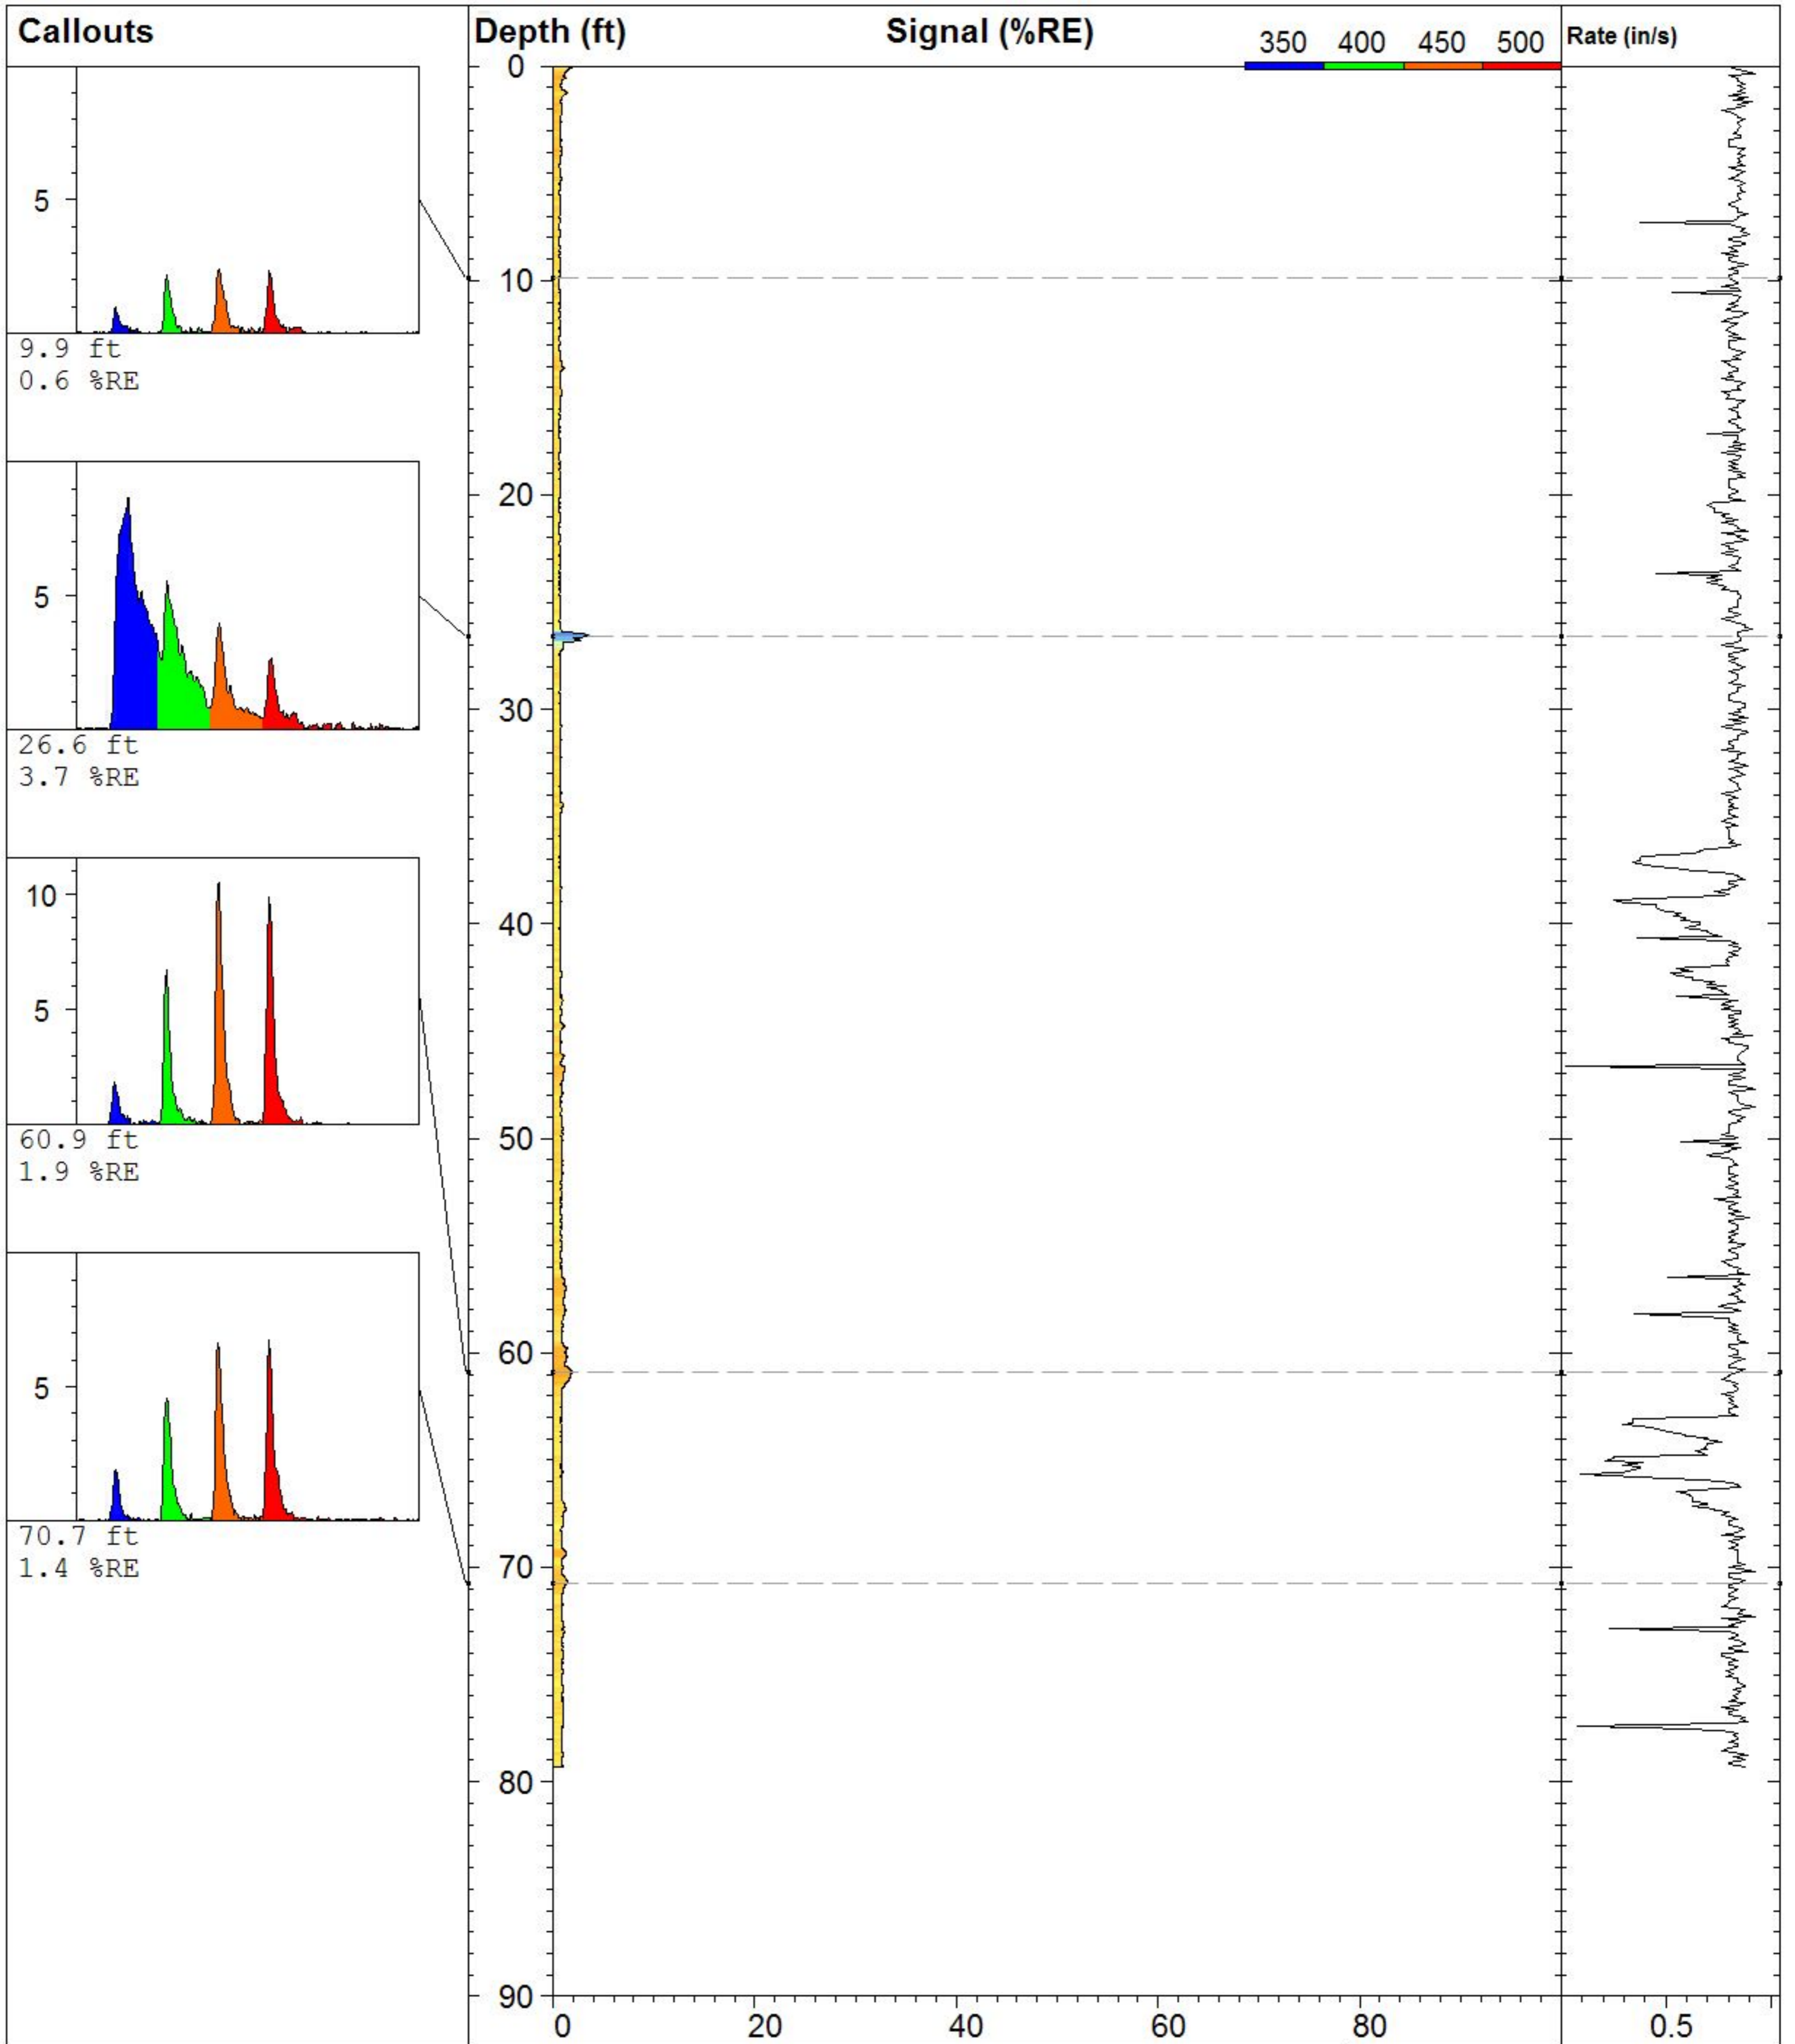 Callouts
Depth (ft)
Signal (%RE)
350 400 450 500
Rate (in/s)
5
9.9 ft
0.6 %RE
5
26.6 ft
3.7 %RE
10
5
60.9 ft
1.9 %RE
5
70.7 ft
1.4 %RE
0
10
20
30
40
50
60
70
80
90
0 20 40 60 80
0.5